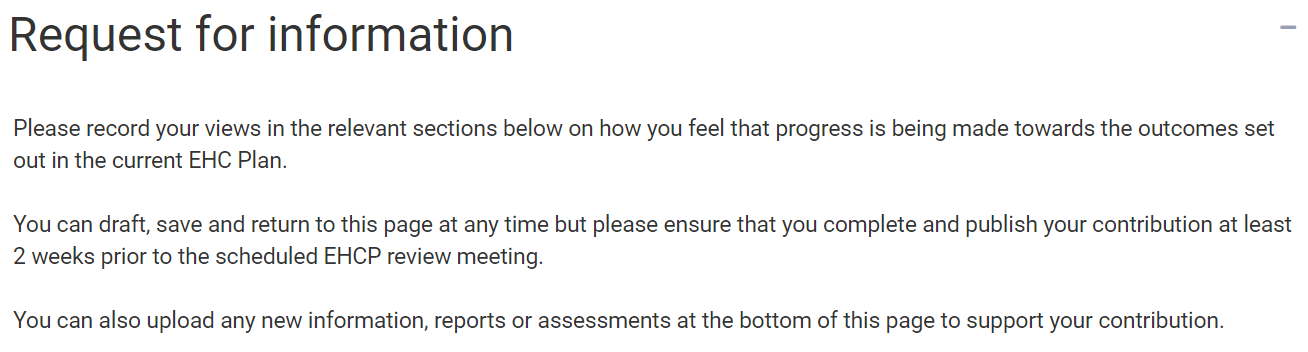 Request for information
Please record your views in the relevant sections below on how you feel that progress is being made towards the outcomes set
out in the current EHC Plan.
You can draft, save and return to this page at any time but please ensure that you complete and publish your contribution at least
2 weeks prior to the scheduled EHCP review meeting.
You can also upload any new information, reports or assessments at the bottom of this page to support your contribution.